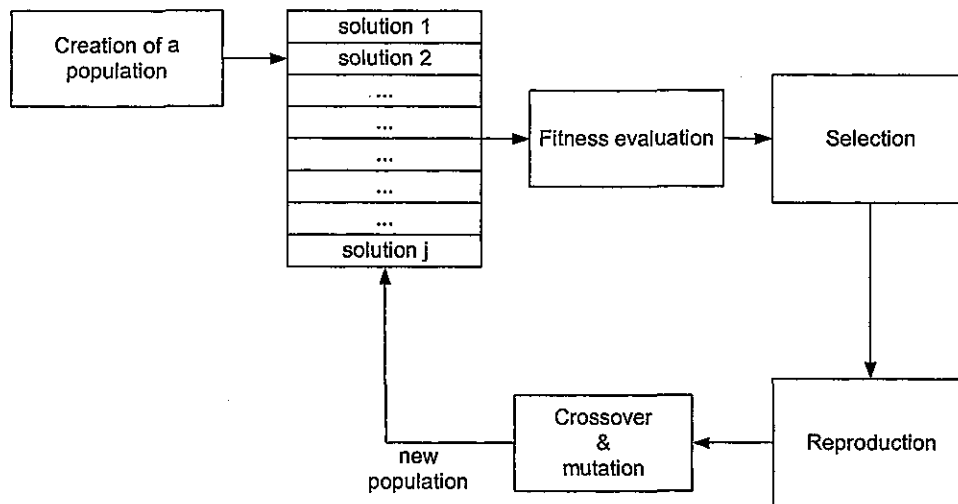 Creation of a
population
solution 1
solution 2
...
...
...
...
...
solution j
Fitness evaluation
Selection
Reproduction
Crossover
&
mutation
new
population